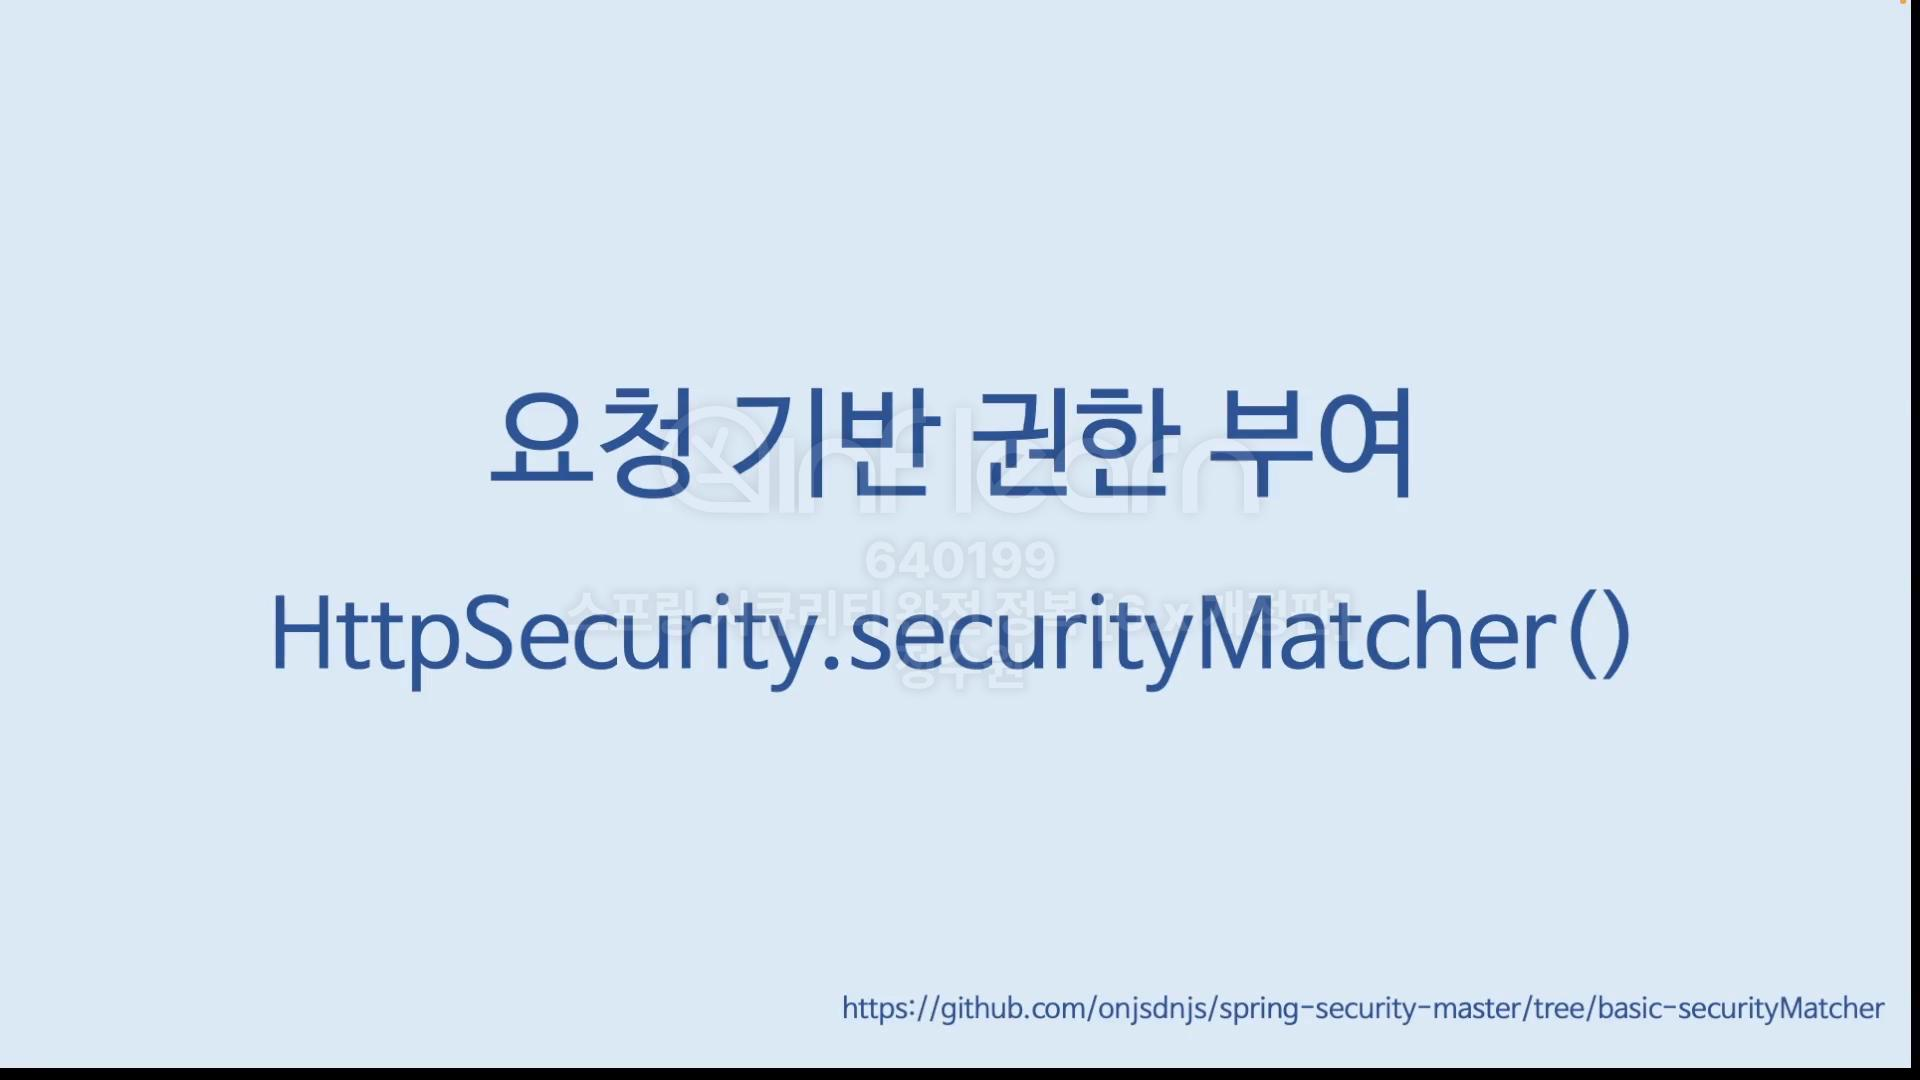 요청 기반 권한 부여
inflearn
640199
HttpSecurity.securityMatcher()
스프링 시큐리티 완전 정복 [6.x 개정판]
정수원
https://github.com/onjsdnjs/spring-security-master/tree/basic-securityMatcher